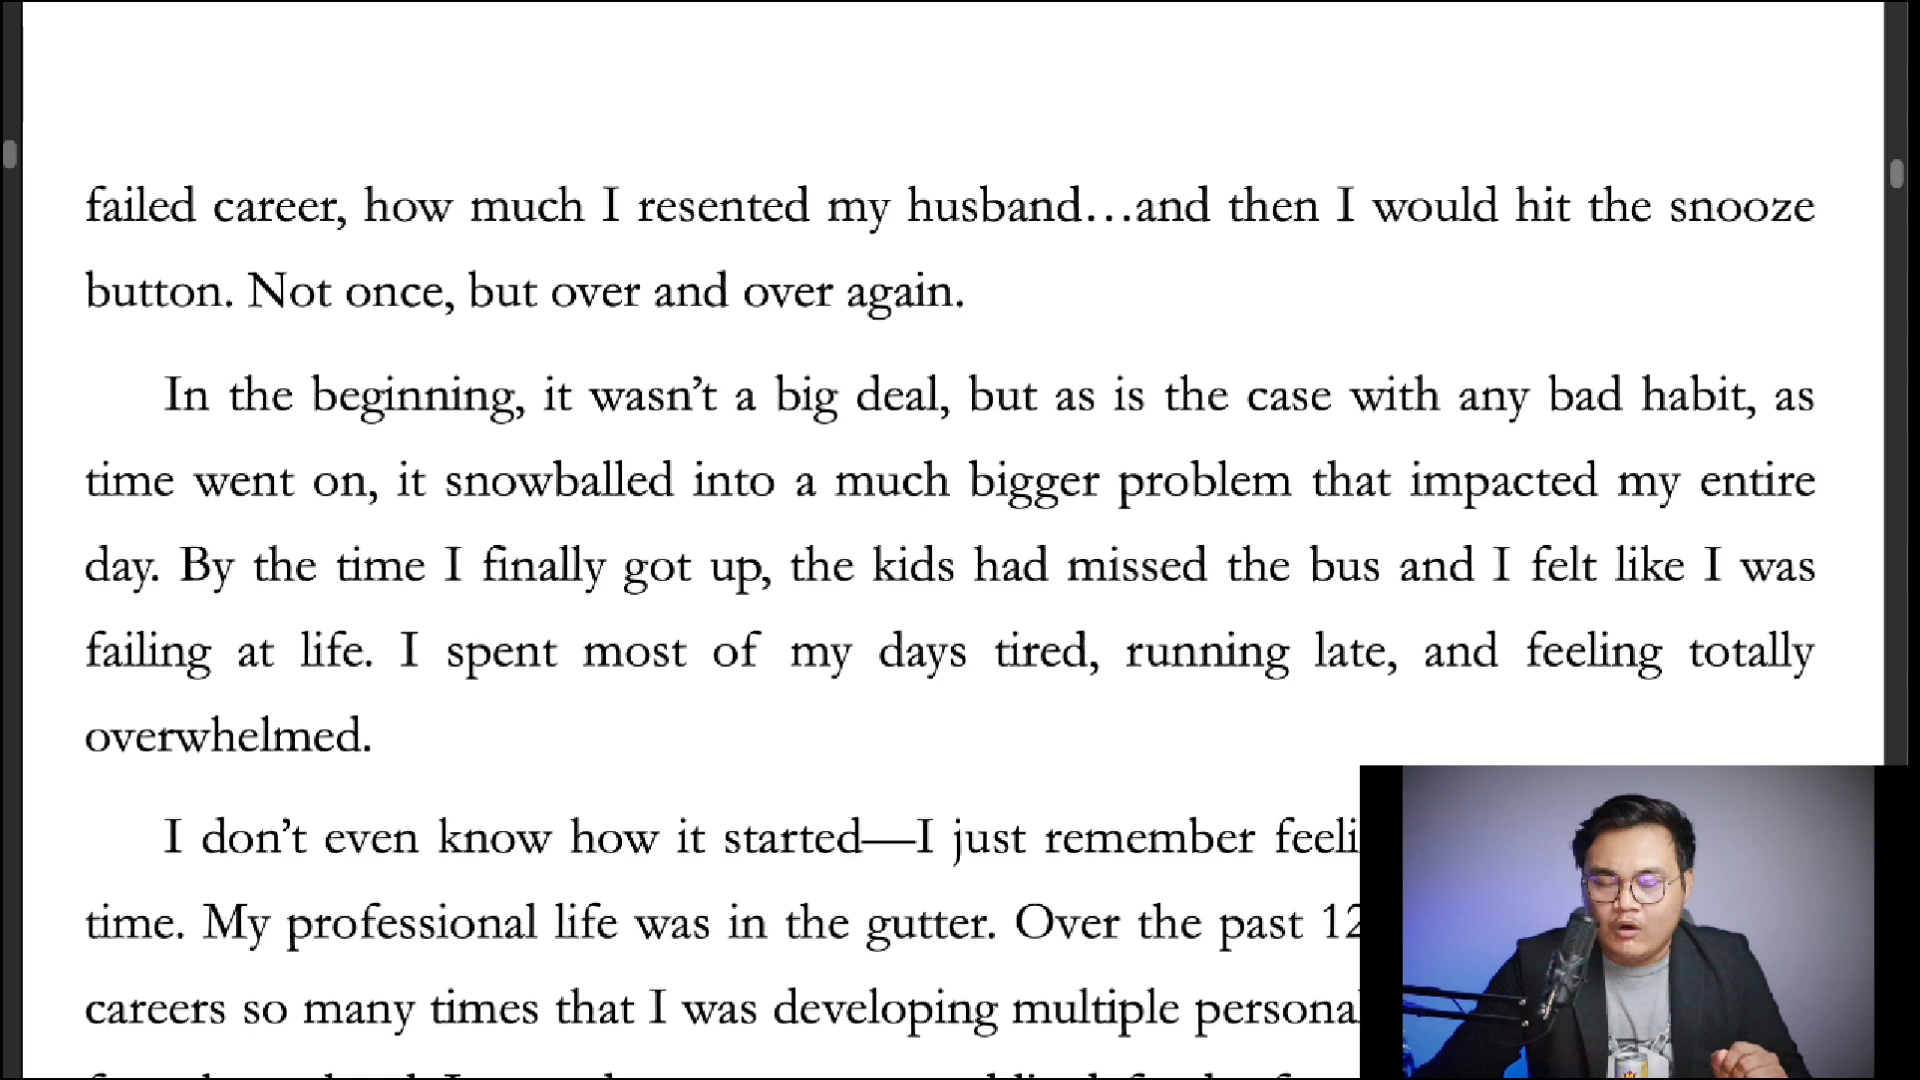 failed career, how much I resented my husband…and then I would hit the snooze
button. Not once, but over and over again.
In the beginning, it wasn’t a big deal, but as is the case with any bad habit, as
time went on, it snowballed into a much bigger problem that impacted my entire
day. By the time I finally got up, the kids had missed the bus and I felt like I was
failing at life. I spent most of my days tired, running late, and feeling totally
overwhelmed.
I don’t even know how it started—I just remember feeli
time. My professional life was in the gutter. Over the past 12
careers so many times that I was developing multiple persona